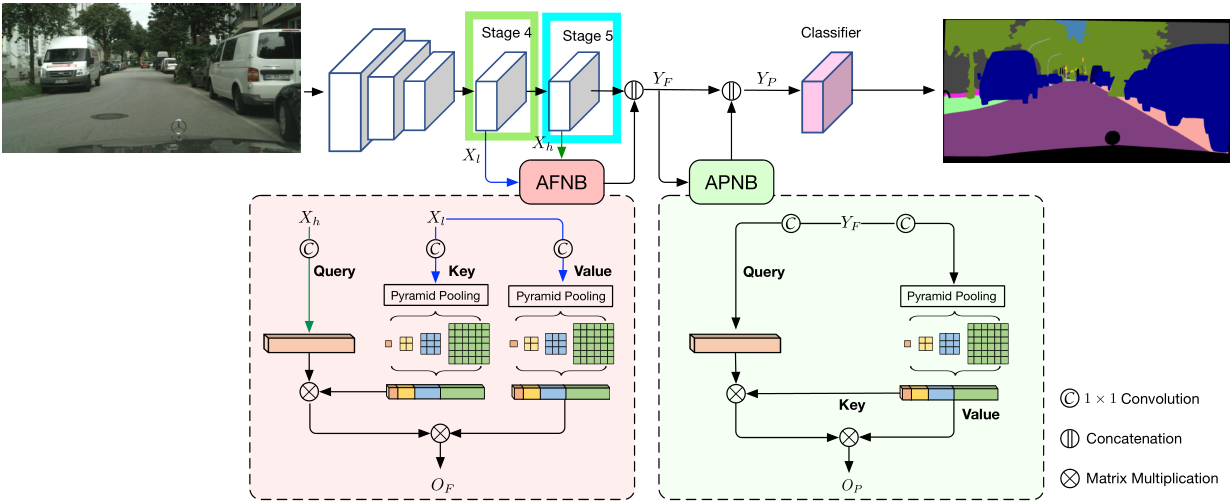 Stage 4
Stage 5
Classifier
Y_F
Y_P
X_l
X_h
AFNB
APNB
X_h
X_l
Y_F
C
C
C
C
C
Query
Key
Value
Query
Pyramid Pooling
Pyramid Pooling
Pyramid Pooling
Key
Value
O_F
O_P
C 1 × 1 Convolution
Concatenation
Matrix Multiplication